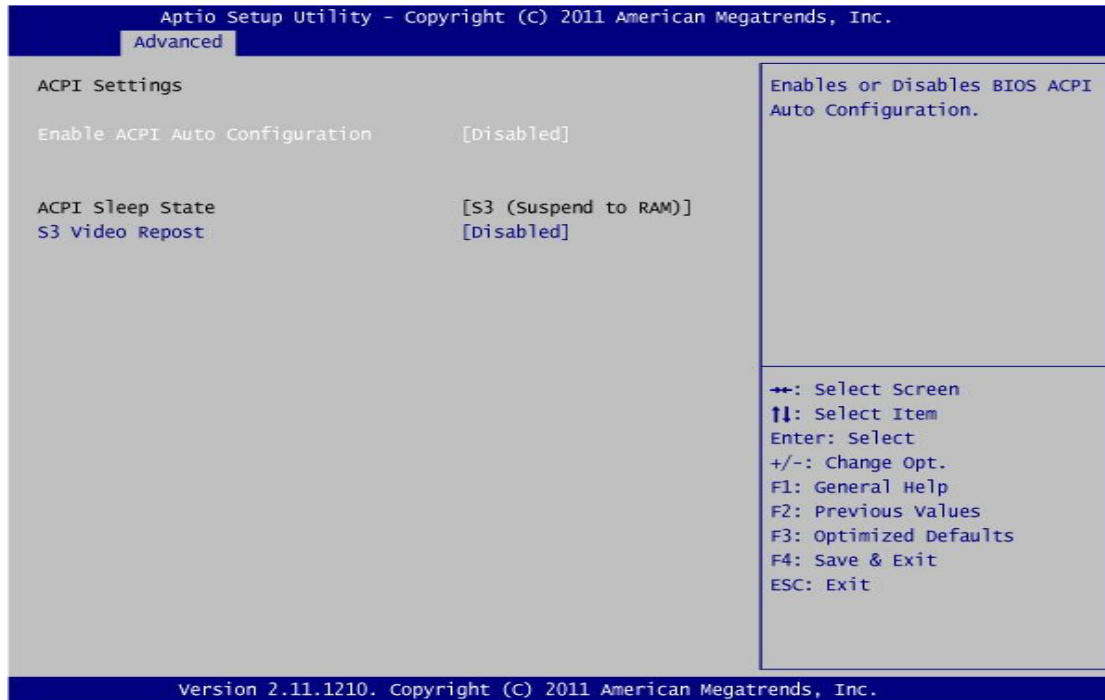 Aptio Setup Utility - Copyright (C) 2011 American Megatrends, Inc.
Advanced
ACPI Settings
Enable ACPI Auto Configuration [Disabled]
ACPI Sleep State [S3 (Suspend to RAM)]
S3 Video Repost [Disabled]
Enables or Disables BIOS ACPI
Auto Configuration.
→←: Select Screen
↑↓: Select Item
Enter: Select
+/-: Change Opt.
F1: General Help
F2: Previous Values
F3: Optimized Defaults
F4: Save & Exit
ESC: Exit
Version 2.11.1210. Copyright (C) 2011 American Megatrends, Inc.